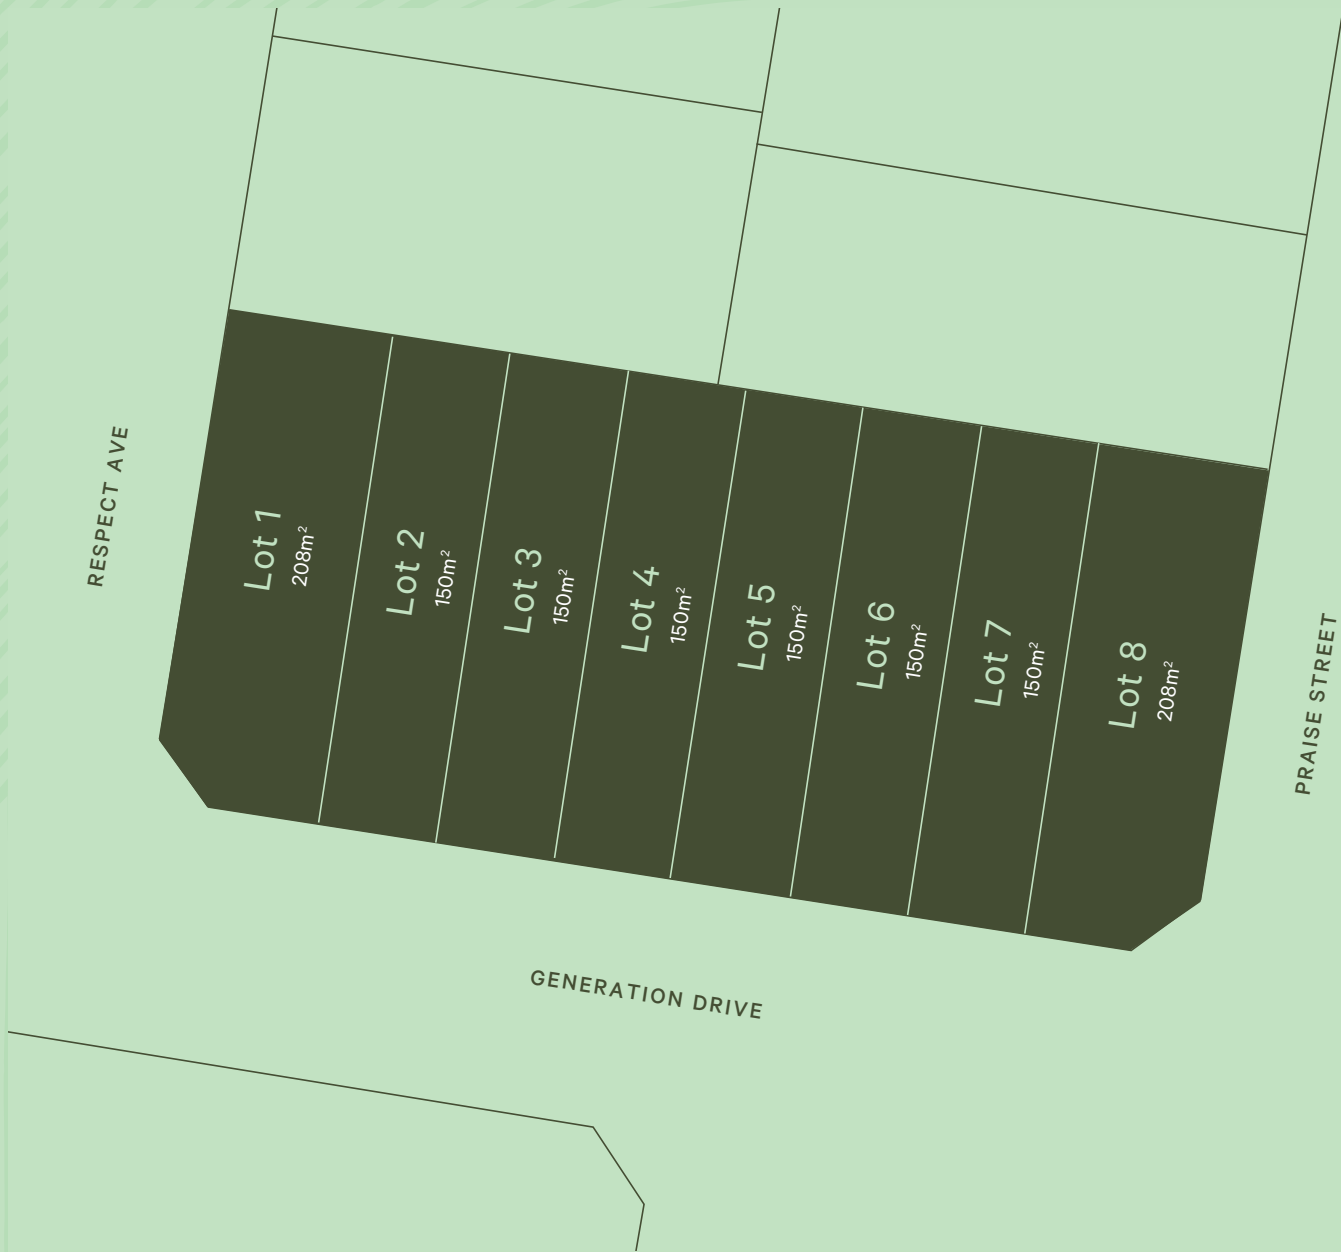 RESPECT AVE
Lot 1
208m²
Lot 2
150m²
Lot 3
150m²
Lot 4
150m²
Lot 5
150m²
Lot 6
150m²
Lot 7
150m²
Lot 8
208m²
PRAISE STREET
GENERATION DRIVE